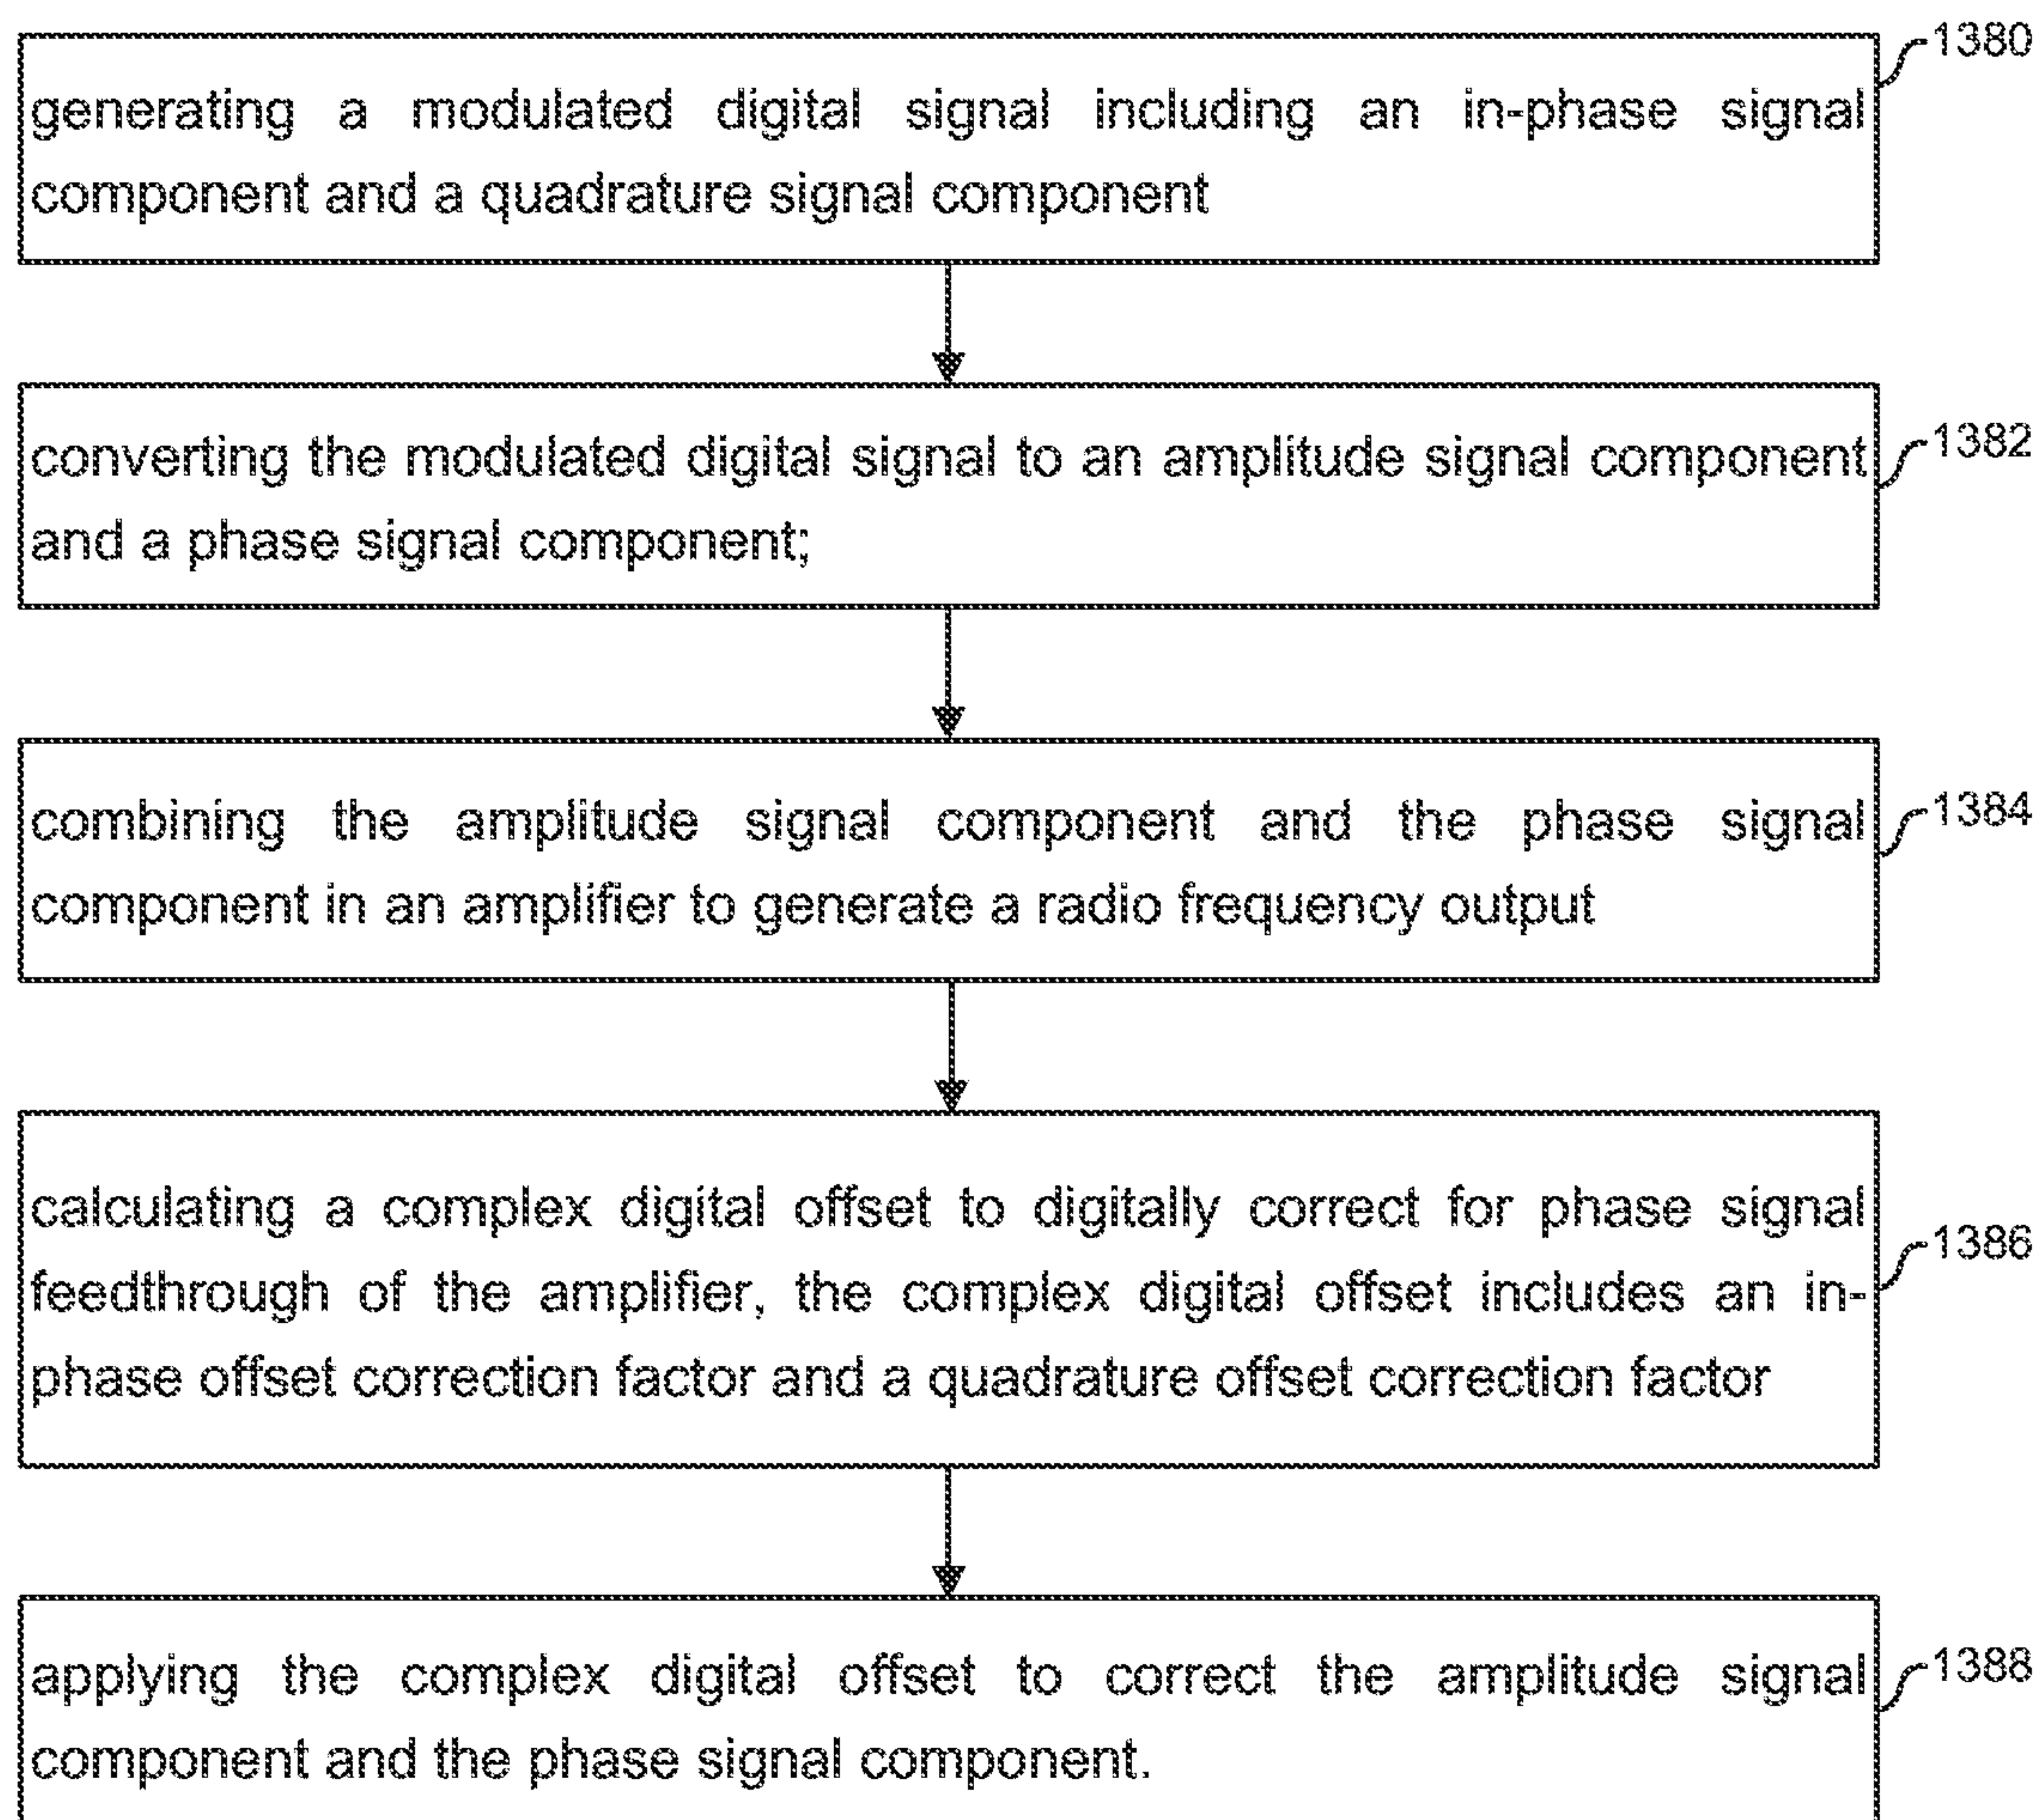 1380
generating a modulated digital signal including an in-phase signal
component and a quadrature signal component
1382
converting the modulated digital signal to an amplitude signal component
and a phase signal component;
1384
combining the amplitude signal component and the phase signal
component in an amplifier to generate a radio frequency output
1386
calculating a complex digital offset to digitally correct for phase signal
feedthrough of the amplifier, the complex digital offset includes an in-
phase offset correction factor and a quadrature offset correction factor
1388
applying the complex digital offset to correct the amplitude signal
component and the phase signal component.